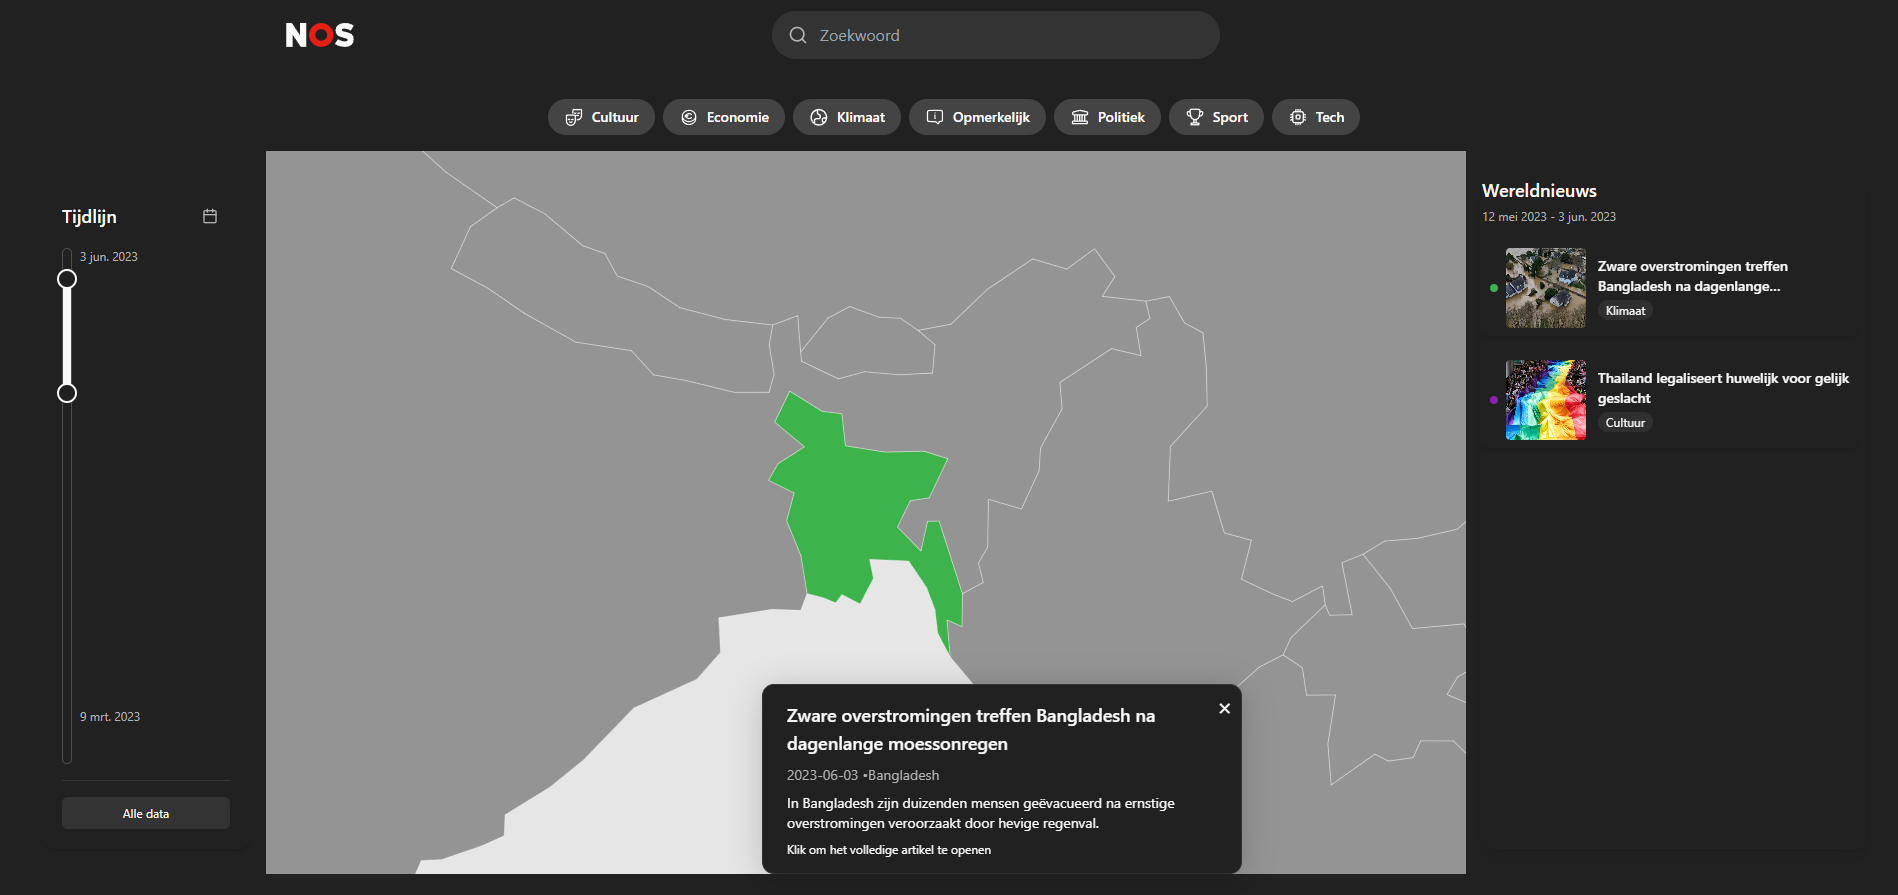 NOS
Zoekwoord
Cultuur
Economie
Klimaat
Opmerkelijk
Politiek
Sport
Tech
Tijdlijn
3 jun. 2023
9 mrt. 2023
Alle data
Zware overstromingen treffen Bangladesh na
dagenlange moessonregen
2023-06-03 •Bangladesh
In Bangladesh zijn duizenden mensen geëvacueerd na ernstige
overstromingen veroorzaakt door hevige regenval.
Klik om het volledige artikel te openen
Wereldnieuws
12 mei 2023 - 3 jun. 2023
Zware overstromingen treffen
Bangladesh na dagenlange...
Klimaat
Thailand legaliseert huwelijk voor gelijk
geslacht
Cultuur